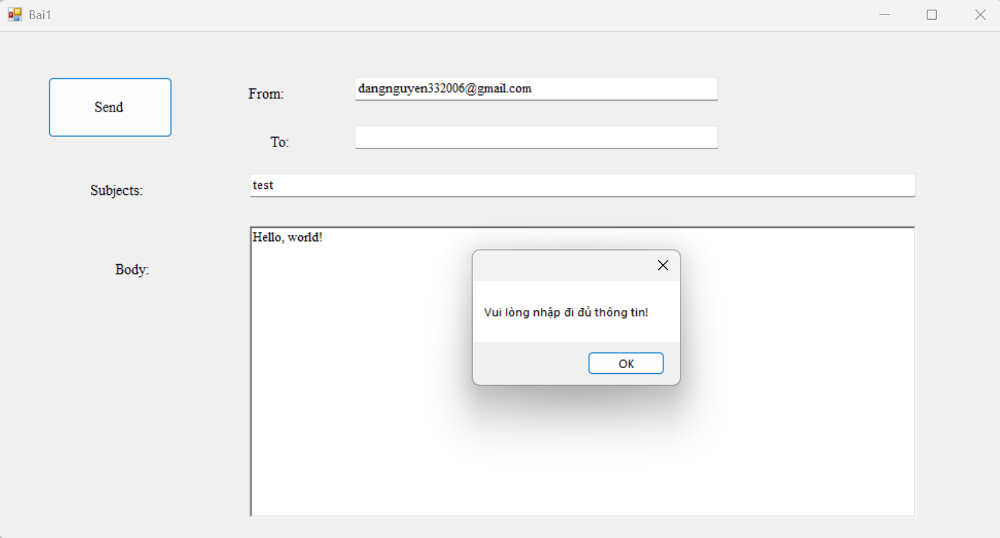 Bai1
Send
From:
dangnguyen332006@gmail.com
To:
Subjects:
test
Body:
Hello, world!
Vui lòng nhập đi đủ thông tin!
OK